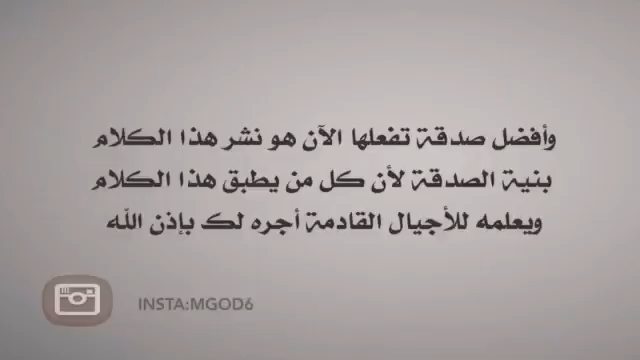 وأفضل صدقة تفعلها الآن هو نشر هذا الكلام
بنية الصدقة لأن كل من يطبق هذا الكلام
ويعلمه للأجيال القادمة أجره لك بإذن الله
INSTA:MGOD6